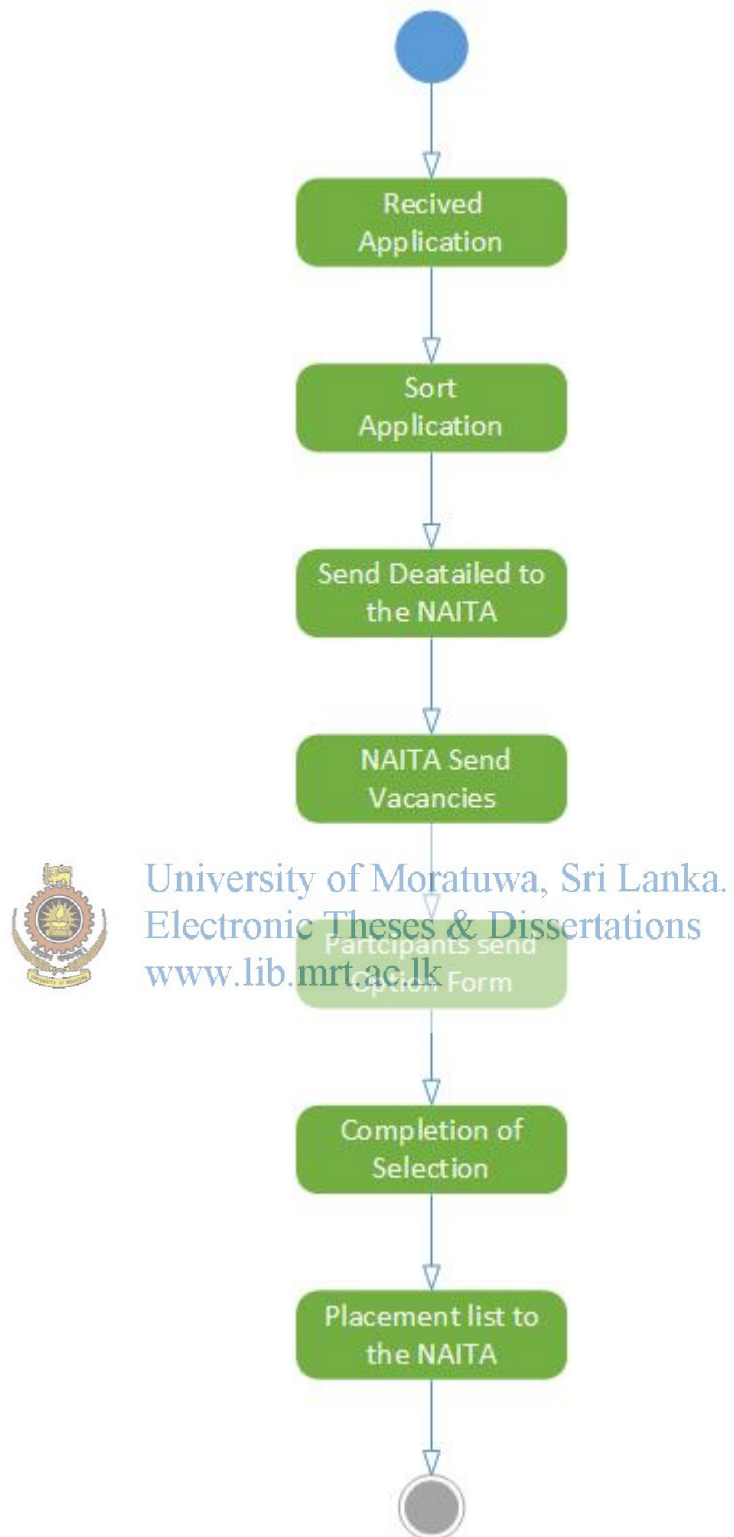 Recived
Application
Sort
Application
Send Deatailed to
the NAITA
NAITA Send
Vacancies
University of Moratuwa, Sri Lanka.
Electronic Theses & Dissertations
www.lib.mrt.ac.lk
Partcipants send
Option Form
Completion of
Selection
Placement list to
the NAITA